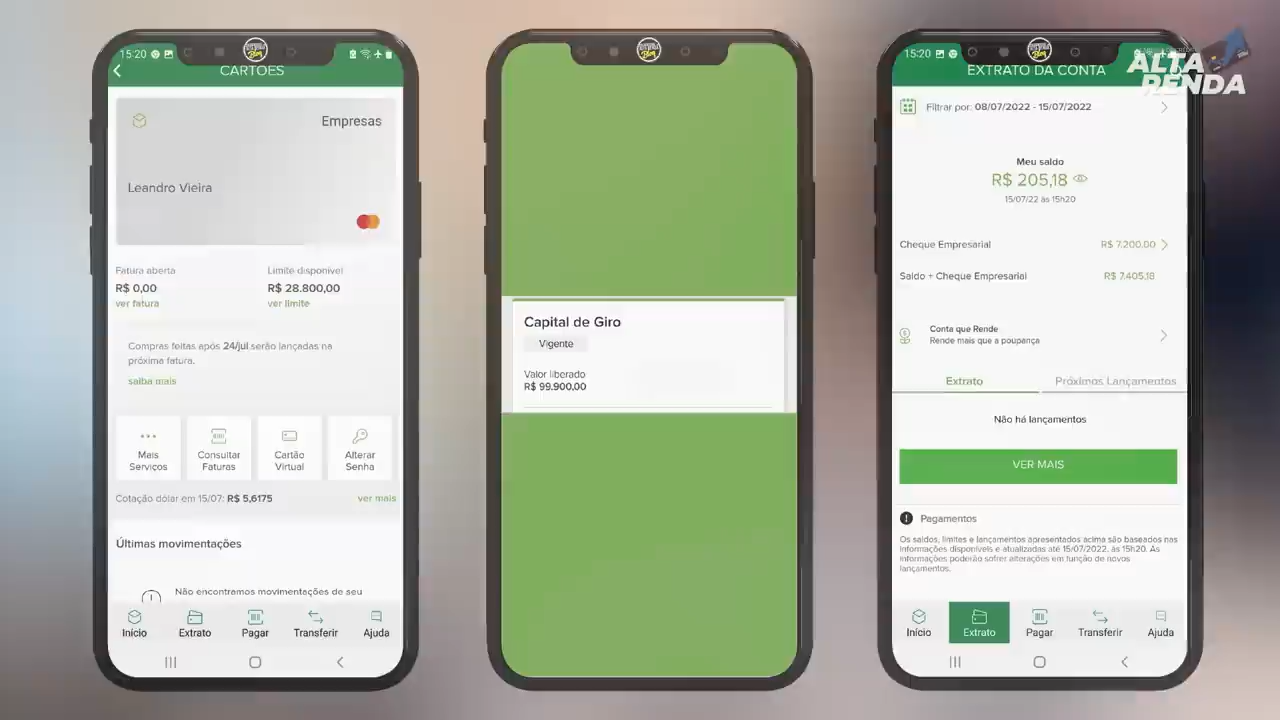 15:20
CARTÕES
Empresas
Leandro Vieira
Fatura aberta
R$ 0,00
ver fatura
Limite disponível
R$ 28.800,00
ver limite
Compras feitas após 24/jul serão lançadas na
próxima fatura.
saiba mais
Mais
Serviços
Consultar
Faturas
Cartão
Virtual
Alterar
Senha
Cotação dólar em 15/07: R$ 5,6175
ver mais
Últimas movimentações
Não encontramos movimentações de seu
Início
Extrato
Pagar
Transferir
Ajuda
Capital de Giro
Vigente
Valor liberado
R$ 99.900,00
15:20
EXTRATO DA CONTA
ALTA
RENDA
Filtrar por: 08/07/2022 - 15/07/2022
Meu saldo
R$ 205,18
15/07/22 às 15h20
Cheque Empresarial
R$ 7.200,00
Saldo + Cheque Empresarial
R$ 7.405,18
Conta que Rende
Rende mais que a poupança
Extrato
Próximos Lançamentos
Não há lançamentos
VER MAIS
Pagamentos
Os saldos, limites e lançamentos apresentados acima são baseados nas
informações disponíveis e atualizadas até 15/07/2022, às 15h20. As
informações poderão sofrer alterações em função de novos
lançamentos.
Início
Extrato
Pagar
Transferir
Ajuda